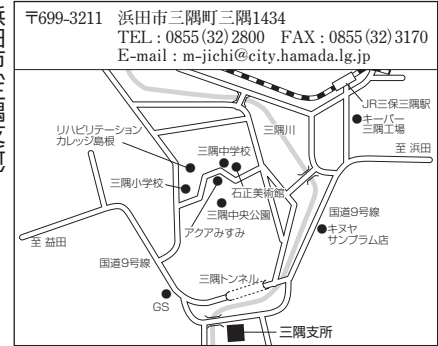 〒699-3211 浜田市三隅町三隅1434
TEL : 0855(32)2800 FAX : 0855(32)3170
E-mail : m-jichi@city.hamada.lg.jp
JR三保三隅駅
キーパー
三隅工場
至 浜田
三隅川
リハビリテーション
カレッジ島根
三隅中学校
石正美術館
三隅小学校
三隅中央公園
アクアみすみ
国道9号線
キヌヤ
サンプラム店
至 益田
国道9号線
三隅トンネル
GS
三隅支所